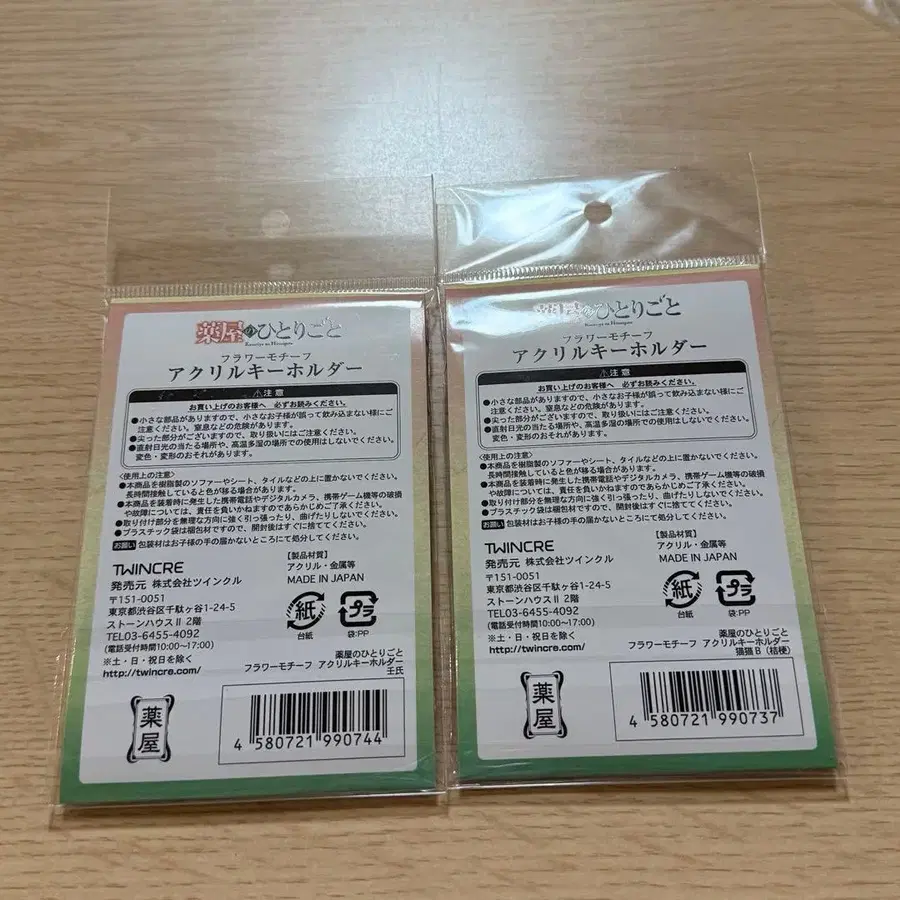 薬屋のひとりごと
Kusuriya no Hitorigoto
フラワーモチーフ
アクリルキーホルダー
⚠注意
お買い上げのお客様へ 必ずお読みください。
●小さな部品がありますので、小さなお子様が誤って飲み込まない様にご
注意ください。窒息などの危険があります。
●尖った部分がございますので、取り扱いにはご注意ください。
●直射日光の当たる場所や、高温多湿の場所での使用はしないでください。
変色・変形のおそれがあります。
<使用上の注意>
●本商品を樹脂製のソファーやシート、タイルなどの上に置かないでください。
長時間接触していると色が移る場合があります。
●本商品を装着時に発生した携帯電話やデジタルカメラ、携帯ゲーム機等の破損
や故障については、責任を負いかねますのであらかじめご了承ください。
●取り付け部分を無理な方向に強く引っ張ったり、曲げたりしないでください。
●プラスチック袋は梱包材ですので、開封後はすぐに捨ててください。
お願い 包装材はお子様の手の届かないところにて処分してください。
TWINCRE
発売元 株式会社ツインクル
〒151-0051
東京都渋谷区千駄ヶ谷1-24-5
ストーンハウスⅡ 2階
TEL03-6455-4092
(電話受付時間10:00~17:00)
※土・日・祝日を除く
http://twincre.com/
【製品材質】
アクリル・金属等
MADE IN JAPAN
紙
台紙
プラ
袋:PP
薬屋のひとりごと
フラワーモチーフ アクリルキーホルダー
壬氏
薬屋
4 580721 990744
薬屋のひとりごと
フラワーモチーフ
アクリルキーホルダー
⚠注意
お買い上げのお客様へ 必ずお読みください。
●小さな部品がありますので、小さなお子様が誤って飲み込まない様にご
注意ください。窒息などの危険があります。
●尖った部分がございますので、取り扱いにはご注意ください。
●直射日光の当たる場所や、高温多湿の場所での使用はしないでください。
変色・変形のおそれがあります。
<使用上の注意>
●本商品を樹脂製のソファーやシート、タイルなどの上に置かないでください。
長時間接触していると色が移る場合があります。
●本商品を装着時に発生した携帯電話やデジタルカメラ、携帯ゲーム機等の破損
や故障については、責任を負いかねますのであらかじめご了承ください。
●取り付け部分を無理な方向に強く引っ張ったり、曲げたりしないでください。
●プラスチック袋は梱包材ですので、開封後はすぐに捨ててください。
お願い 包装材はお子様の手の届かないところにて処分してください。
TWINCRE
発売元 株式会社ツインクル
〒151-0051
東京都渋谷区千駄ヶ谷1-24-5
ストーンハウスⅡ 2階
TEL03-6455-4092
(電話受付時間10:00~17:00)
※土・日・祝日を除く
http://twincre.com/
【製品材質】
アクリル・金属等
MADE IN JAPAN
紙
台紙
プラ
袋:PP
薬屋のひとりごと
フラワーモチーフ アクリルキーホルダー
猫猫B(桔梗)
薬屋
4 580721 990737